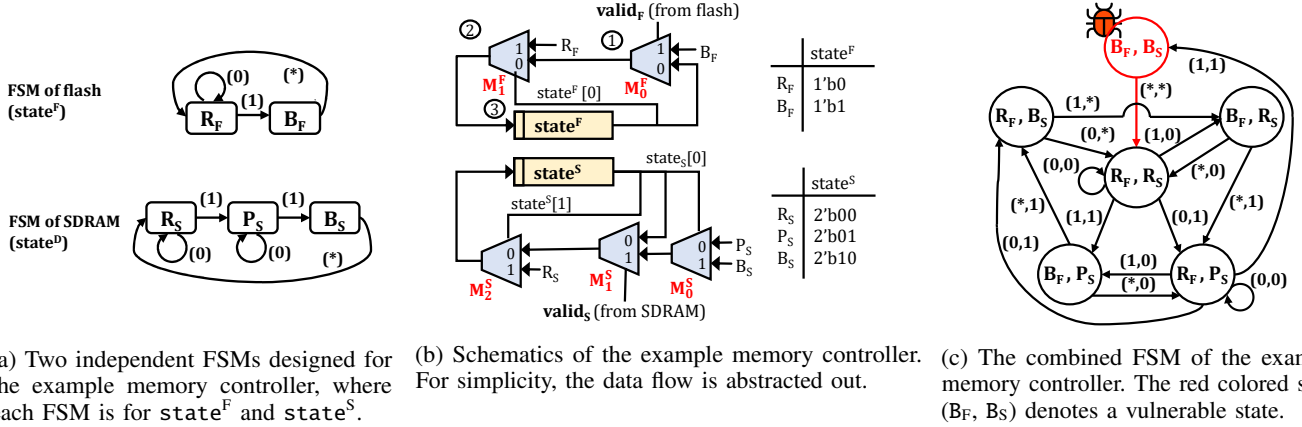 FSM of flash
(state^F)
(0)
(*)
(1)
R_F
B_F
FSM of SDRAM
(state^D)
(1)
(1)
R_S
P_S
B_S
(0)
(0)
(*)
valid_F (from flash)
②
①
1
0
R_F
1
0
B_F
M^F_1
M^F_0
state^F [0]
③
state^F
state^S
state_S[0]
state^S[1]
0
1
R_S
0
1
0
1
P_S
B_S
M^S_2
M^S_1
M^S_0
valid_S (from SDRAM)
state^F
R_F 1'b0
B_F 1'b1
state^S
R_S 2'b00
P_S 2'b01
B_S 2'b10
B_F, B_S
(1,1)
(*,*)
(1,*)
R_F, B_S
B_F, R_S
(0,*)
(1,0)
(0,0)
R_F, R_S
(*,0)
(*,1)
(1,1)
(0,1)
(*,1)
(0,1)
B_F, P_S
(1,0)
(*,0)
R_F, P_S
(0,0)
a) Two independent FSMs designed for
he example memory controller, where
ach FSM is for state^F and state^S.
(b) Schematics of the example memory controller.
For simplicity, the data flow is abstracted out.
(c) The combined FSM of the exa
memory controller. The red colored s
(B_F, B_S) denotes a vulnerable state.